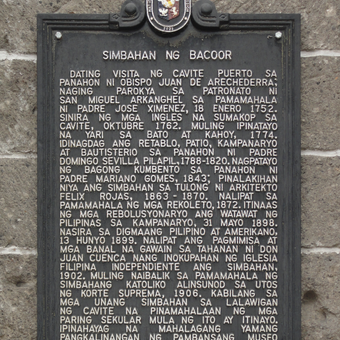 SIMBAHAN NG BACOOR
DATING VISITA NG CAVITE PUERTO SA
PANAHON NI OBISPO JUAN DE ARECHEDERRA;
NAGING PAROKYA SA PATRONATO NI
SAN MIGUEL ARKANGHEL SA PAMAMAHALA
NI PADRE JOSE XIMENEZ, 18 ENERO 1752.
SINIRA NG MGA INGLES NA SUMAKOP SA
CAVITE, OKTUBRE 1762. MULING IPINATAYO
NA YARI SA BATO AT KAHOY, 1774.
IDINAGDAG ANG RETABLO, PATIO, KAMPANARYO
AT BAUTISTERIO SA PANAHON NI PADRE
DOMINGO SEVILLA PILAPIL, 1788-1820. NAGPATAYO
NG BAGONG KUMBENTO SA PANAHON NI
PADRE MARIANO GOMES, 1843; PINALAKIHAN
NIYA ANG SIMBAHAN SA TULONG NI ARKITEKTO
FELIX ROJAS, 1863-1870. NALIPAT SA
PAMAMAHALA NG MGA REKOLETO, 1872. ITINAAS
NG MGA REBOLUSYONARYO ANG WATAWAT NG
PILIPINAS SA KAMPANARYO, 31 MAYO 1898.
NASIRA SA DIGMAANG PILIPINO AT AMERIKANO,
13 HUNYO 1899. NALIPAT ANG PAGMIMISA AT
MGA BANAL NA GAWAIN SA TAHANAN NI DON
JUAN CUENCA NANG INOKUPAHAN NG IGLESIA
FILIPINA INDEPENDIENTE ANG SIMBAHAN,
1902. MULING NAIBALIK SA PAMAMAHALA NG
SIMBAHANG KATOLIKO ALINSUNOD SA UTOS
NG KORTE SUPREMA, 1906. KABILANG SA
MGA UNANG SIMBAHAN SA LALAWIGAN
NG CAVITE NA PINAMAHALAAN NG MGA
PARING SEKULAR MULA NG ITO AY ITINAYO.
IPINAHAYAG NA MAHALAGANG YAMANG
PANGKALINANGAN NG PAMBANSANG MUSEO